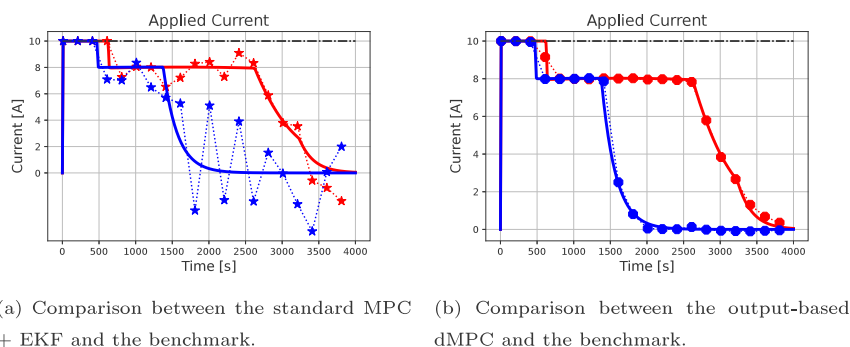 Applied Current
10
8
6
4
2
0
Current [A]
0 500 1000 1500 2000 2500 3000 3500 4000
Time [s]
Applied Current
10
8
6
4
2
0
Current [A]
0 500 1000 1500 2000 2500 3000 3500 4000
Time [s]
(a) Comparison between the standard MPC
+ EKF and the benchmark.
(b) Comparison between the output-based
dMPC and the benchmark.